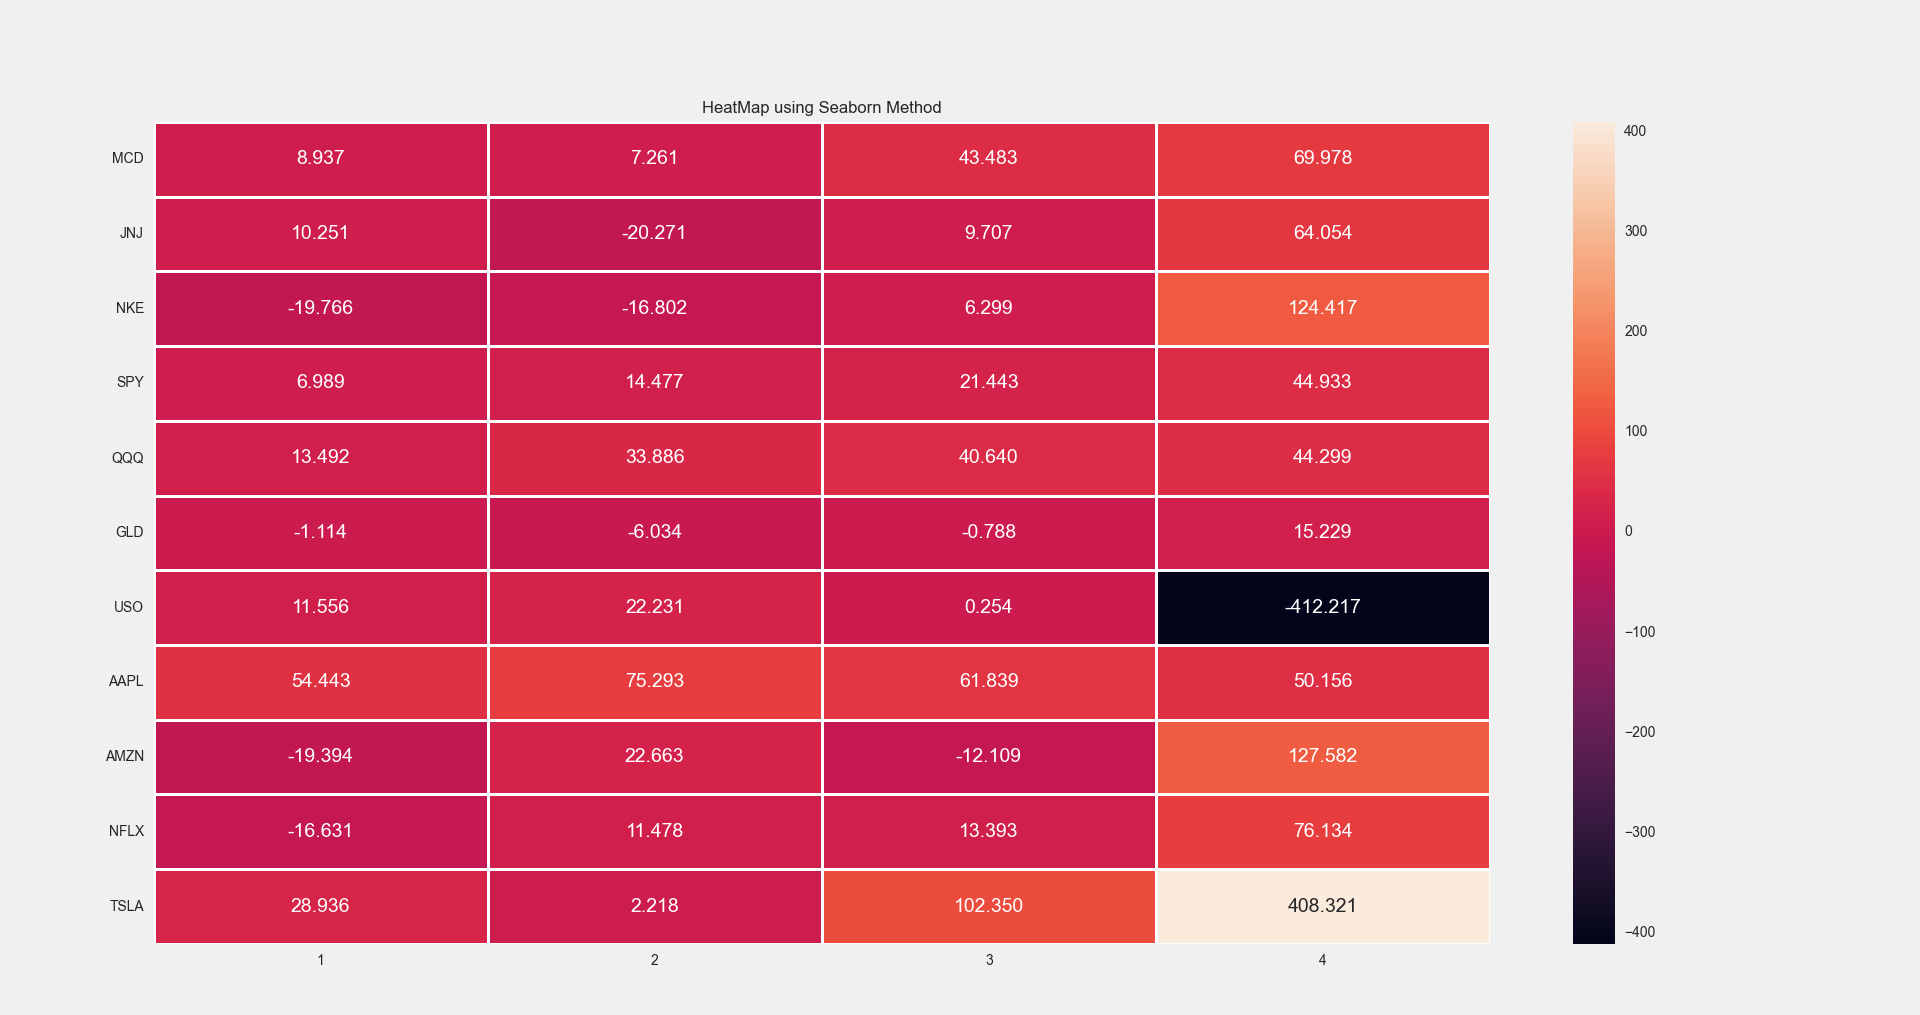 HeatMap using Seaborn Method
MCD 8.937 7.261 43.483 69.978
JNJ 10.251 -20.271 9.707 64.054
NKE -19.766 -16.802 6.299 124.417
SPY 6.989 14.477 21.443 44.933
QQQ 13.492 33.886 40.640 44.299
GLD -1.114 -6.034 -0.788 15.229
USO 11.556 22.231 0.254 -412.217
AAPL 54.443 75.293 61.839 50.156
AMZN -19.394 22.663 -12.109 127.582
NFLX -16.631 11.478 13.393 76.134
TSLA 28.936 2.218 102.350 408.321
1 2 3 4
400
300
200
100
0
−100
−200
−300
−400